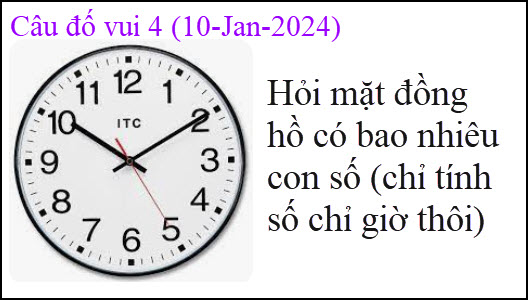 Câu đố vui 4 (10-Jan-2024)
12
11
1
10
2
ITC
9
3
8
4
7
5
6
Hỏi mặt đồng
hồ có bao nhiêu
con số (chỉ tính
số chỉ giờ thôi)